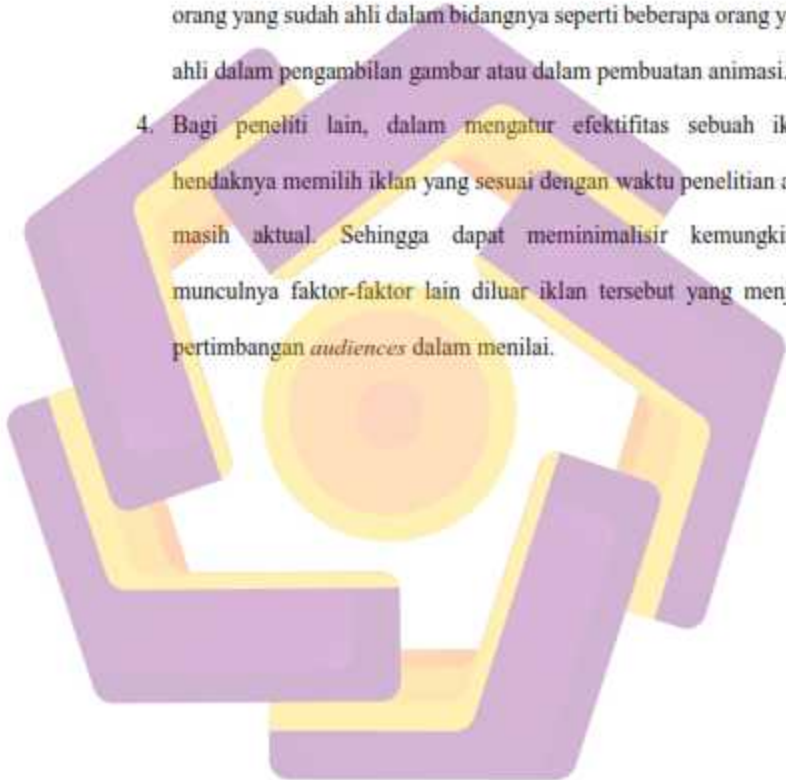 orang yang sudah ahli dalam bidangnya seperti beberapa orang y
ahli dalam pengambilan gambar atau dalam pembuatan animasi.
4. Bagi peneliti lain, dalam mengatur efektifitas sebuah ik
hendaknya memilih iklan yang sesuai dengan waktu penelitian a
masih aktual. Sehingga dapat meminimalisir kemungki
munculnya faktor-faktor lain diluar iklan tersebut yang menj
pertimbangan audiences dalam menilai.